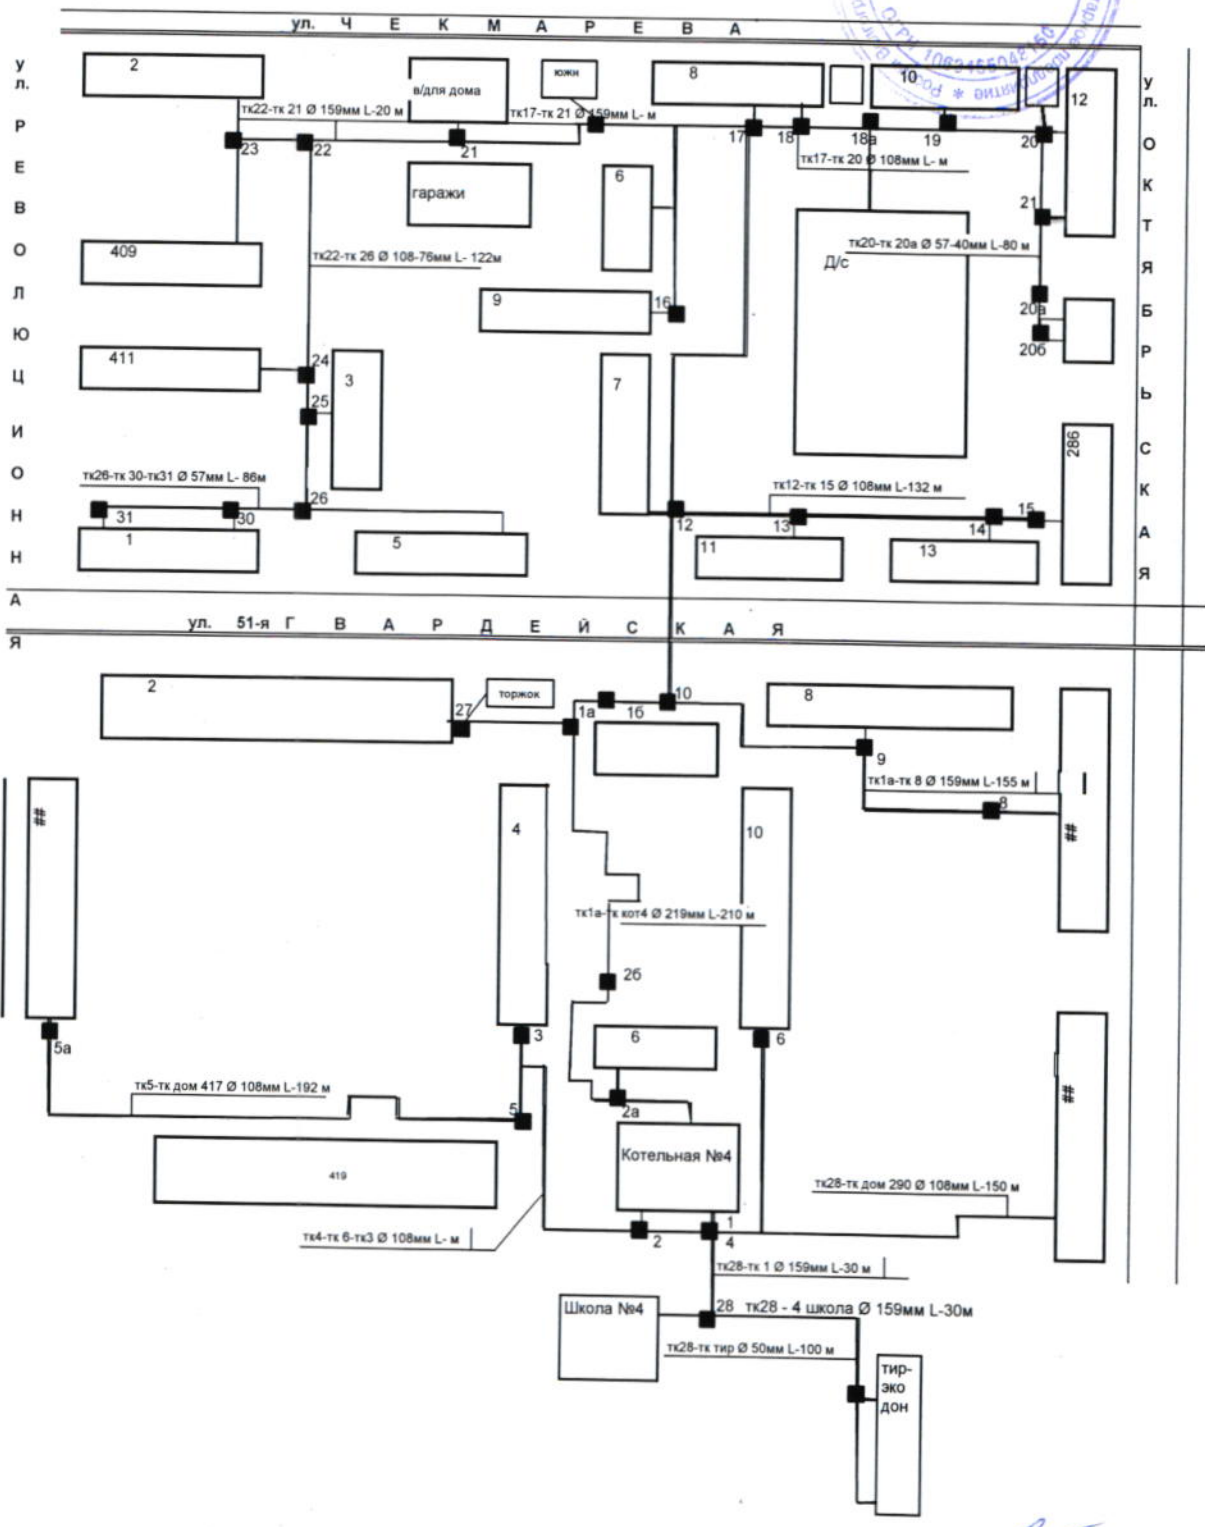 ул. ЧЕКМАРЕВА
ул. РЕВОЛЮЦИОННАЯ
ул. ОКТЯБРЬСКАЯ
ОГРН
2
в/для дома
южн
8
10
12
тк22-тк 21 Ø 159мм L-20 м
тк17-тк 21 Ø 159мм L- м
23
22
21
17
18
18а
19
20
тк17-тк 20 Ø 108мм L- м
гаражи
6
21
409
тк22-тк 26 Ø 108-76мм L- 122м
тк20-тк 20а Ø 57-40мм L-80 м
Д/с
9
16
20а
20б
411
24
3
7
25
286
тк26-тк 30-тк31 Ø 57мм L- 86м
тк12-тк 15 Ø 108мм L-132 м
31
30
26
12
13
14
15
1
5
11
13
ул. 51-я ГВАРДЕЙСКАЯ
2
торжок
27
1а
1б
10
8
9
тк1а-тк 8 Ø 159мм L-155 м
8
##
4
10
##
тк1а-тк кот4 Ø 219мм L-210 м
2б
3
6
6
5а
тк5-тк дом 417 Ø 108мм L-192 м
5
2а
##
419
Котельная №4
тк28-тк дом 290 Ø 108мм L-150 м
тк4-тк 6-тк3 Ø 108мм L- м
2
1
4
тк28-тк 1 Ø 159мм L-30 м
Школа №4
28 тк28 - 4 школа Ø 159мм L-30м
тк28-тк тир Ø 50мм L-100 м
тир-
эко
дон